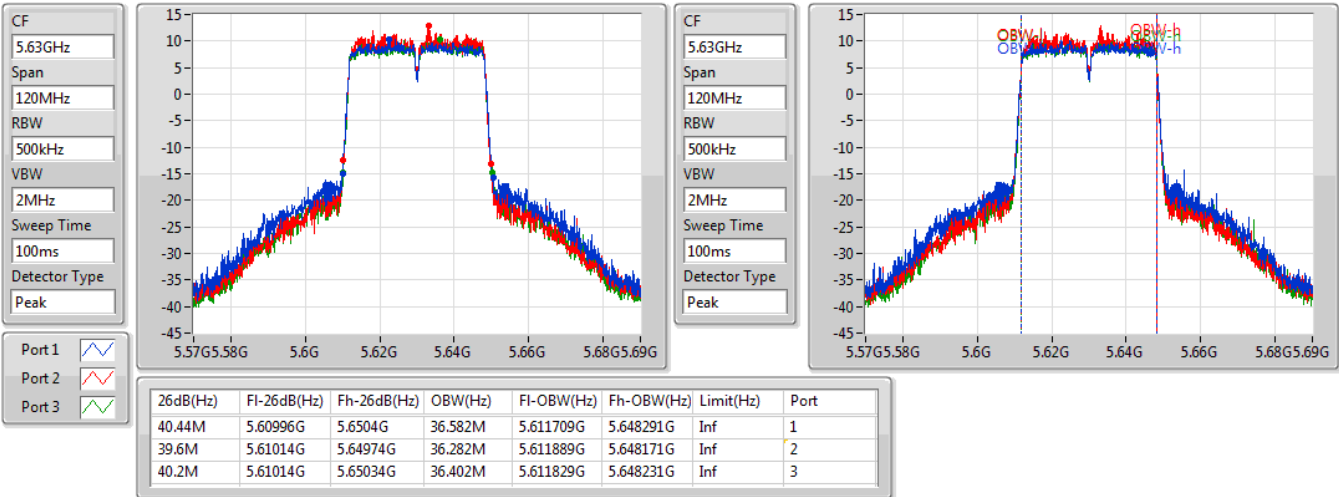 CF
5.63GHz
Span
120MHz
RBW
500kHz
VBW
2MHz
Sweep Time
100ms
Detector Type
Peak
15
10
5
0
-5
-10
-15
-20
-25
-30
-35
-40
-45
5.57G 5.58G 5.6G 5.62G 5.64G 5.66G 5.68G 5.69G
CF
5.63GHz
Span
120MHz
RBW
500kHz
VBW
2MHz
Sweep Time
100ms
Detector Type
Peak
15
10
5
0
-5
-10
-15
-20
-25
-30
-35
-40
-45
OBW-h
OBW-h
5.57G 5.58G 5.6G 5.62G 5.64G 5.66G 5.68G 5.69G
Port 1
Port 2
Port 3
26dB(Hz) Fl-26dB(Hz) Fh-26dB(Hz) OBW(Hz) Fl-OBW(Hz) Fh-OBW(Hz) Limit(Hz) Port
40.44M 5.60996G 5.6504G 36.582M 5.611709G 5.648291G Inf 1
39.6M 5.61014G 5.64974G 36.282M 5.611889G 5.648171G Inf 2
40.2M 5.61014G 5.65034G 36.402M 5.611829G 5.648231G Inf 3